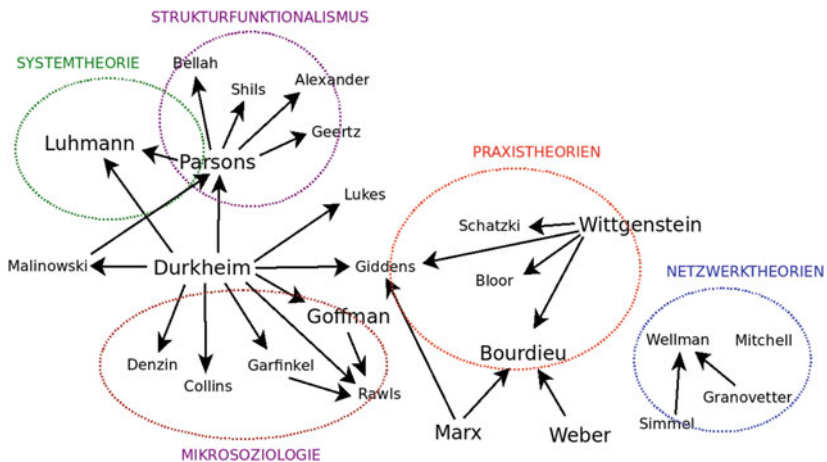 STRUKTURFUNKTIONALISMUS
SYSTEMTHEORIE
Bellah
Shils
Alexander
Geertz
Luhmann
Parsons
PRAXISTHEORIEN
Lukes
Schatzki
Wittgenstein
Malinowski
Durkheim
Giddens
Bloor
NETZWERKTHEORIEN
Goffman
Wellman
Mitchell
Bourdieu
Denzin
Garfinkel
Collins
Rawls
Granovetter
Simmel
Marx
Weber
MIKROSOZIOLOGIE